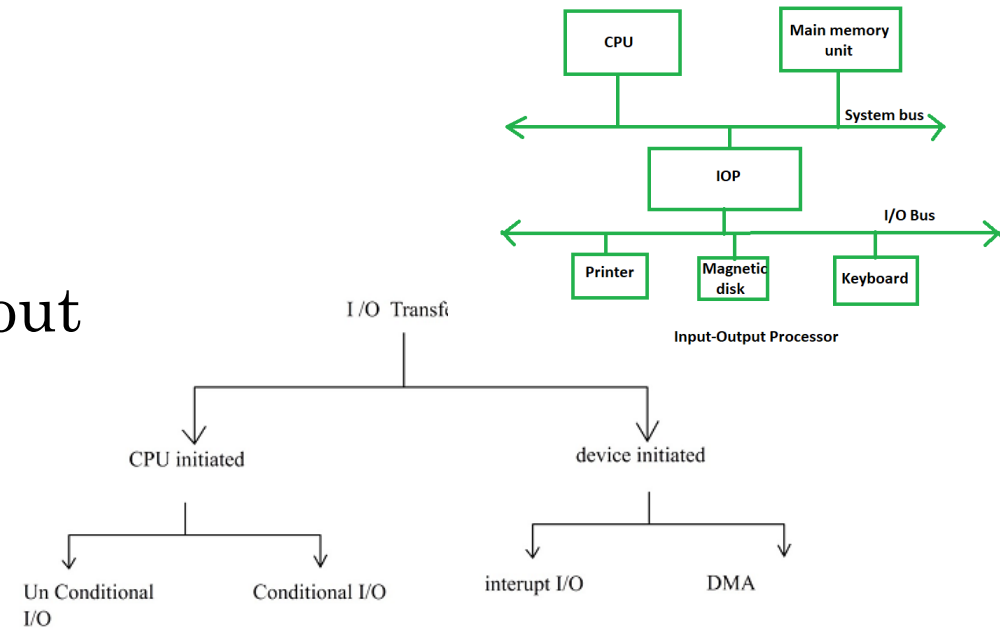 CPU
Main memory
unit
System bus
IOP
I/O Bus
Printer
Magnetic
disk
Keyboard
Input-Output Processor
out
I /O Transfe
CPU initiated
device initiated
Un Conditional
I/O
Conditional I/O
interupt I/O
DMA